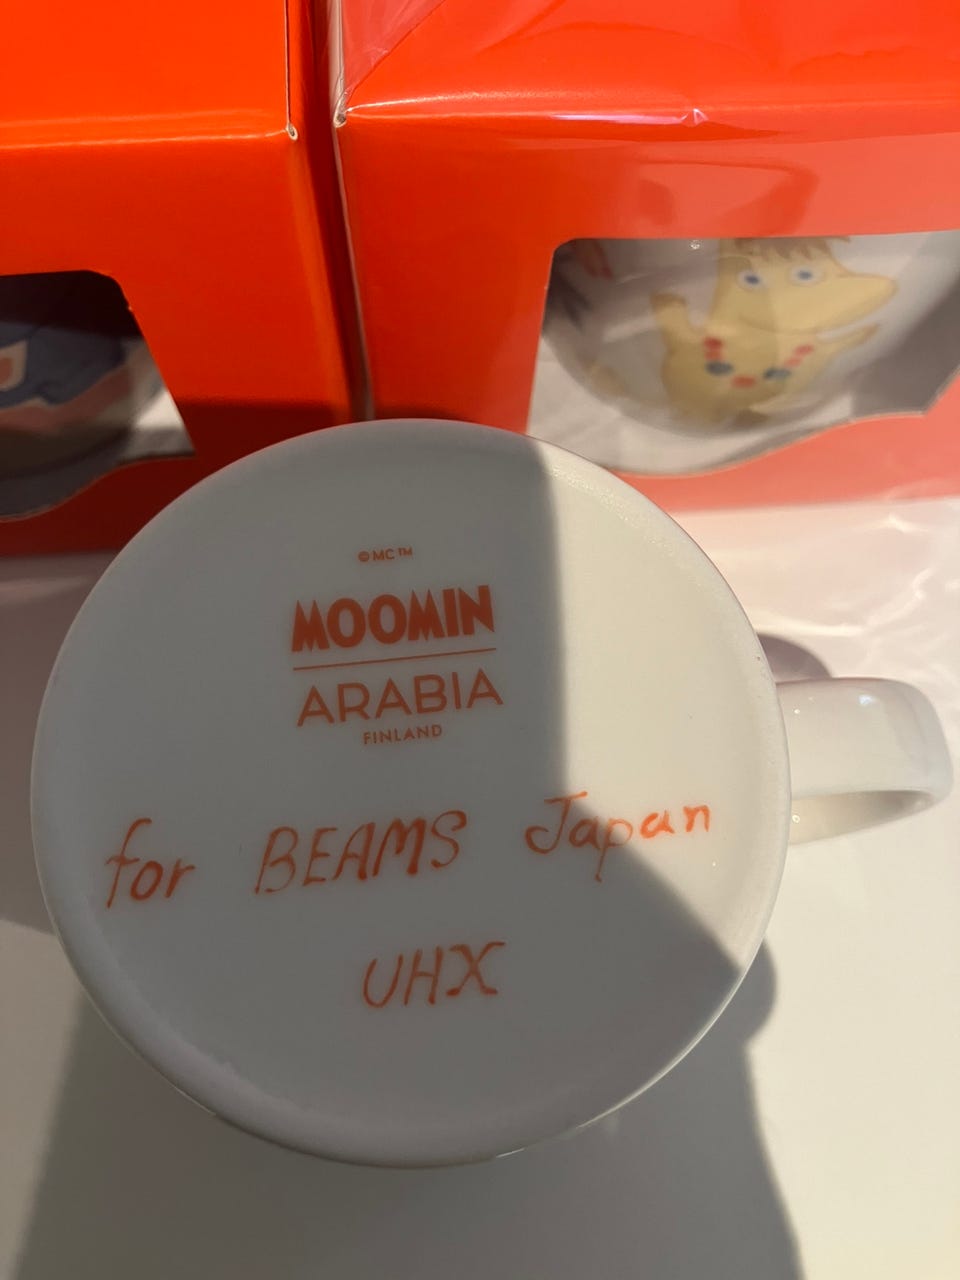 ©MC™
MOOMIN
ARABIA
FINLAND
for BEAMS Japan
UHX